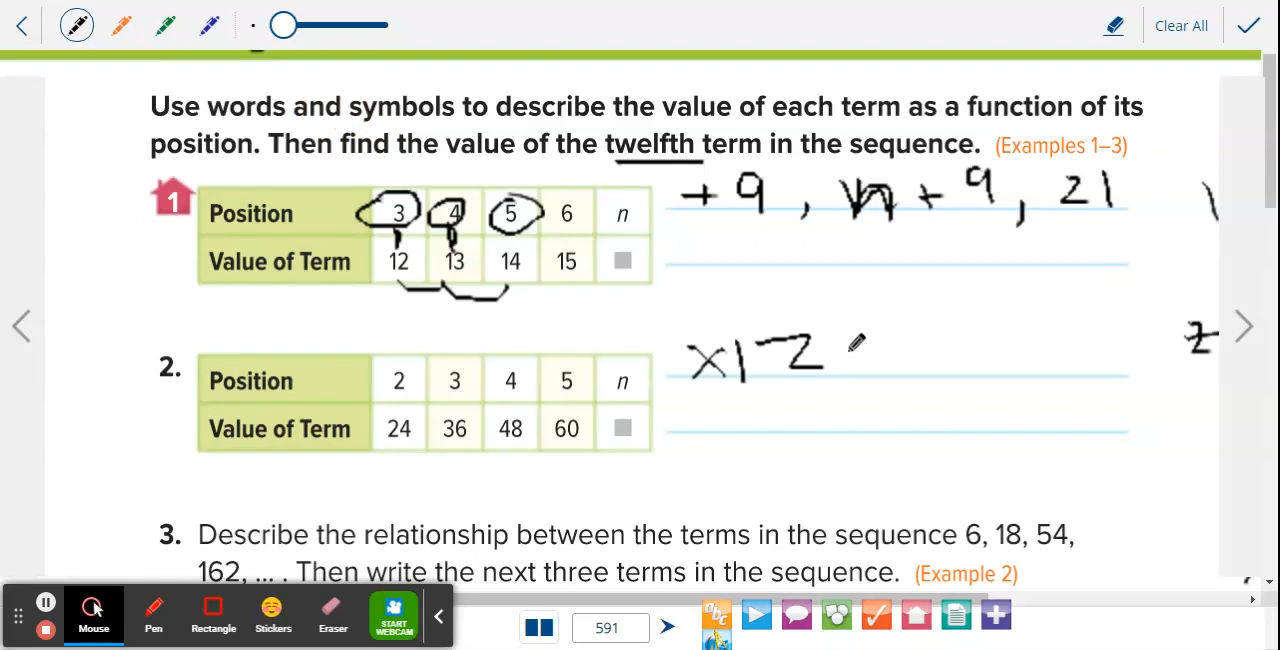 Clear All
Use words and symbols to describe the value of each term as a function of its
position. Then find the value of the twelfth term in the sequence. (Examples 1–3)
1
Position 3 4 5 6 n
Value of Term 12 13 14 15
+9, n+9, 21
2.
Position 2 3 4 5 n
Value of Term 24 36 48 60
x12
3. Describe the relationship between the terms in the sequence 6, 18, 54,
162, ... . Then write the next three terms in the sequence. (Example 2)
Mouse Pen Rectangle Stickers Eraser START WEBCAM
591
abc